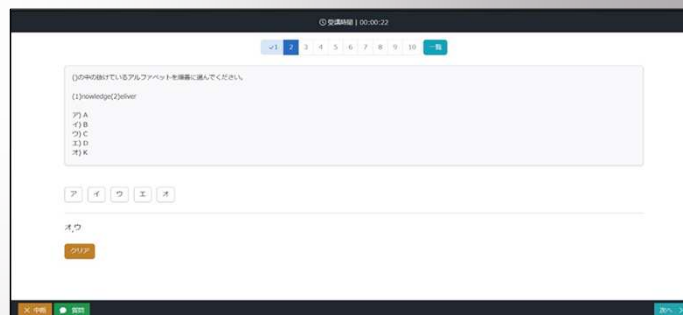 受講時間 | 00:00:22
✓1 2 3 4 5 6 7 8 9 10 一覧
()の中の抜けているアルファベットを順番に選んでください。
(1)nowledge(2)eliver
ア) A
イ) B
ウ) C
エ) D
オ) K
ア イ ウ エ オ
オ,ウ
クリア
× 中断 質問 次へ >